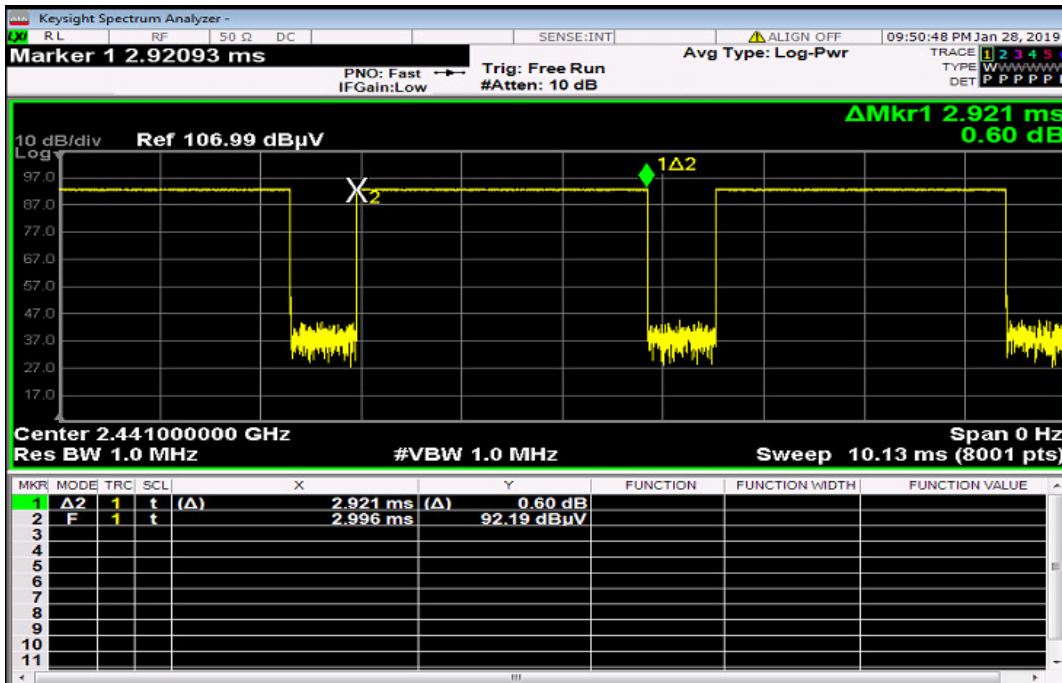 Keysight Spectrum Analyzer -
LXI RL RF 50 Ω DC SENSE:INT ALIGN OFF 09:50:48 PM Jan 28, 2019
Marker 1 2.92093 ms
PNO: Fast
IFGain:Low
Trig: Free Run
#Atten: 10 dB
Avg Type: Log-Pwr
TRACE 1 2 3 4 5
TYPE WWWWWW
DET P P P P P
ΔMkr1 2.921 ms
0.60 dB
10 dB/div Ref 106.99 dBµV
Log
97.0
87.0
77.0
67.0
57.0
47.0
37.0
27.0
17.0
X2
1Δ2
Center 2.441000000 GHz Span 0 Hz
Res BW 1.0 MHz #VBW 1.0 MHz Sweep 10.13 ms (8001 pts)
MKR MODE TRC SCL X Y FUNCTION FUNCTION WIDTH FUNCTION VALUE
1 Δ2 1 t (Δ) 2.921 ms (Δ) 0.60 dB
2 F 1 t 2.996 ms 92.19 dBµV
3
4
5
6
7
8
9
10
11